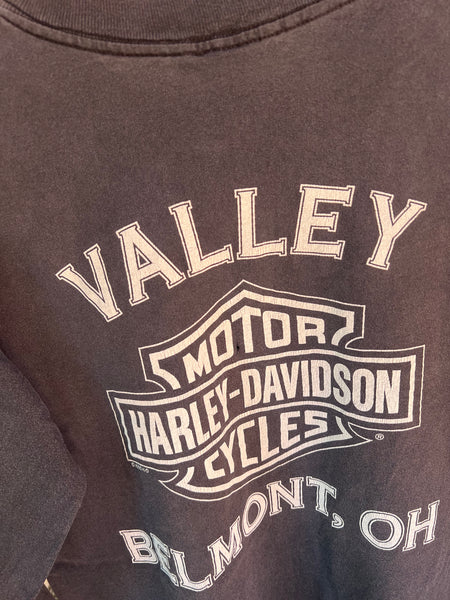 VALLEY
MOTOR
HARLEY-DAVIDSON
CYCLES
®
BELMONT, OH